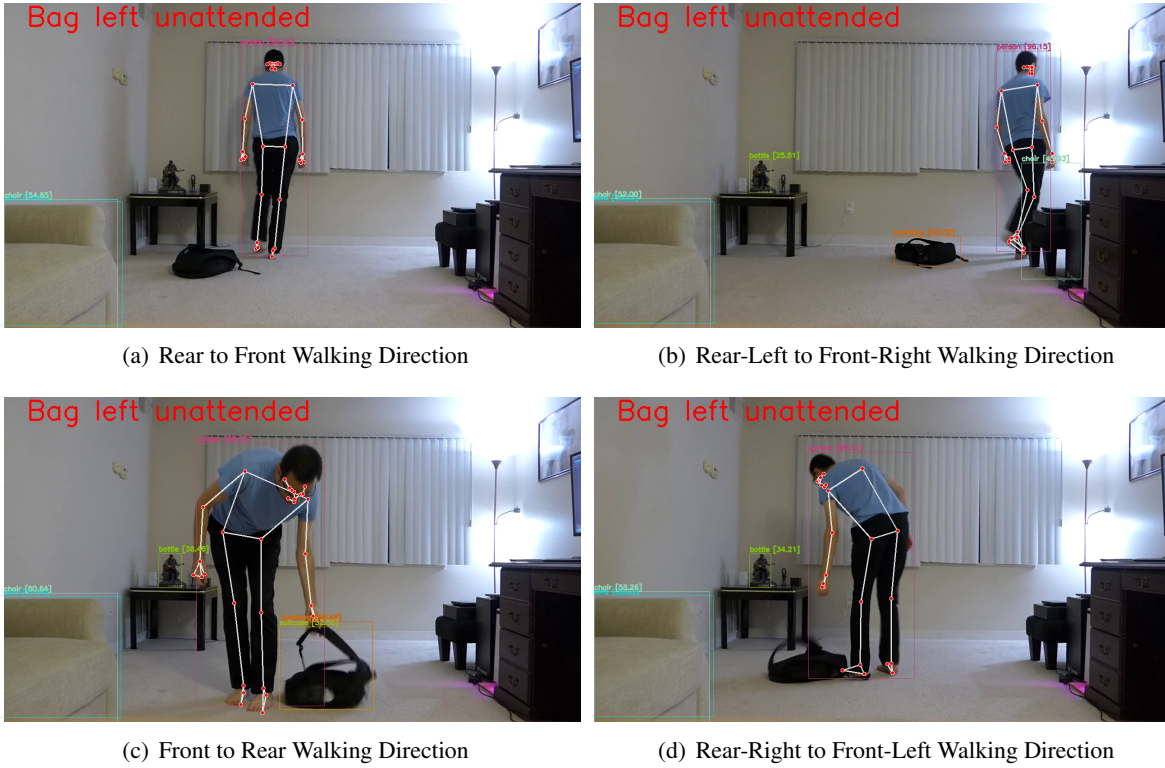 Bag left unattended
Bag left unattended
person [96.15]
chair [54.85]
bottle [25.81]
chair [52.00]
(a) Rear to Front Walking Direction
(b) Rear-Left to Front-Right Walking Direction
Bag left unattended
Bag left unattended
bottle [38.48]
chair [60.84]
bottle [34.21]
chair [58.26]
(c) Front to Rear Walking Direction
(d) Rear-Right to Front-Left Walking Direction